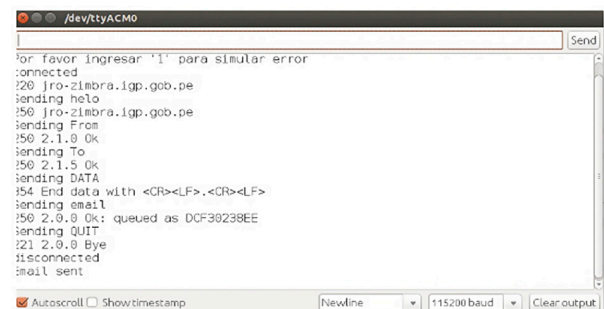 /dev/ttyACM0
Send
Por favor ingresar '1' para simular error
connected
220 jro-zimbra.igp.gob.pe
Sending helo
250 jro-zimbra.igp.gob.pe
Sending From
250 2.1.0 Ok
Sending To
250 2.1.5 Ok
Sending DATA
354 End data with <CR><LF>.<CR><LF>
Sending email
250 2.0.0 Ok: queued as DCF30238EE
Sending QUIT
221 2.0.0 Bye
disconnected
Email sent
Autoscroll Show timestamp Newline 115200 baud Clear output